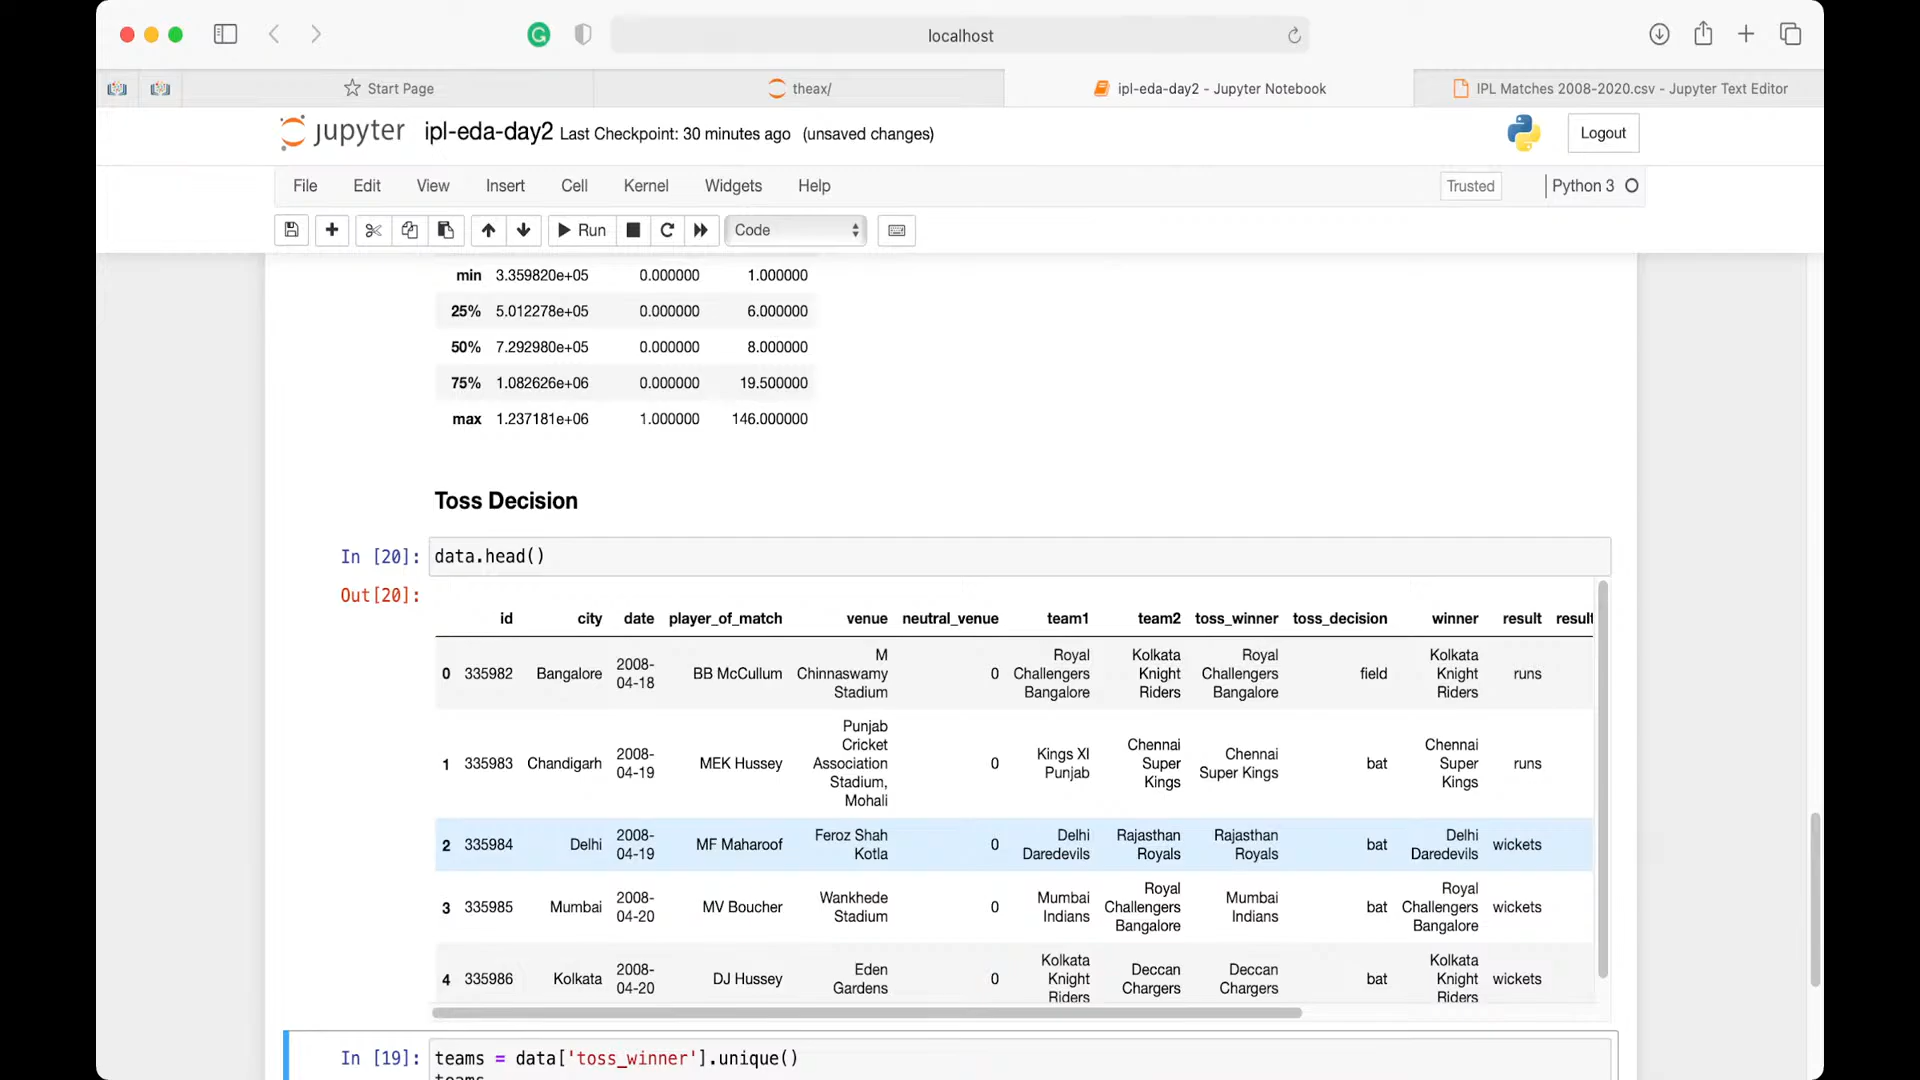 localhost
Start Page
theax/
ipl-eda-day2 - Jupyter Notebook
IPL Matches 2008-2020.csv - Jupyter Text Editor
jupyter ipl-eda-day2 Last Checkpoint: 30 minutes ago (unsaved changes)
Logout
File Edit View Insert Cell Kernel Widgets Help
Trusted
Python 3
Run
Code
min 3.359820e+05 0.000000 1.000000
25% 5.012278e+05 0.000000 6.000000
50% 7.292980e+05 0.000000 8.000000
75% 1.082626e+06 0.000000 19.500000
max 1.237181e+06 1.000000 146.000000
Toss Decision
In [20]: data.head()
Out[20]:
id city date player_of_match venue neutral_venue team1 team2 toss_winner toss_decision winner result result
0 335982 Bangalore 2008-04-18 BB McCullum M Chinnaswamy Stadium 0 Royal Challengers Bangalore Kolkata Knight Riders Royal Challengers Bangalore field Kolkata Knight Riders runs
1 335983 Chandigarh 2008-04-19 MEK Hussey Punjab Cricket Association Stadium, Mohali 0 Kings XI Punjab Chennai Super Kings Chennai Super Kings bat Chennai Super Kings runs
2 335984 Delhi 2008-04-19 MF Maharoof Feroz Shah Kotla 0 Delhi Daredevils Rajasthan Royals Rajasthan Royals bat Delhi Daredevils wickets
3 335985 Mumbai 2008-04-20 MV Boucher Wankhede Stadium 0 Mumbai Indians Royal Challengers Bangalore Mumbai Indians bat Royal Challengers Bangalore wickets
4 335986 Kolkata 2008-04-20 DJ Hussey Eden Gardens 0 Kolkata Knight Riders Deccan Chargers Deccan Chargers bat Kolkata Knight Riders wickets
In [19]: teams = data['toss_winner'].unique()
teams